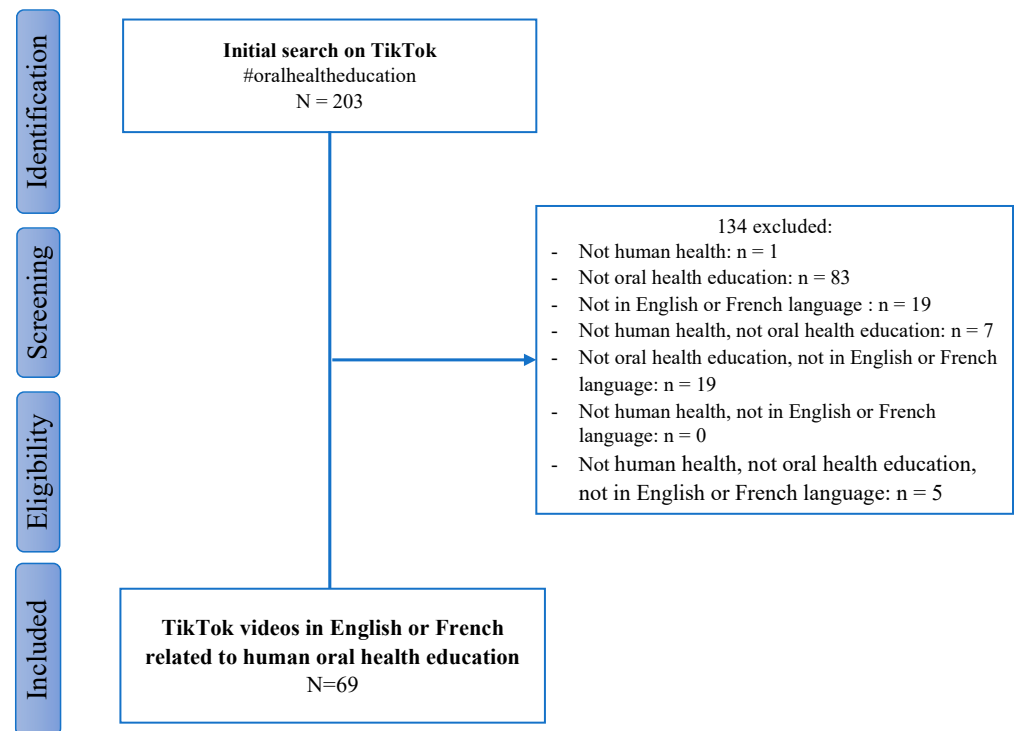 Identification
Initial search on TikTok
#oralhealtheducation
N = 203
Screening
134 excluded:
- Not human health: n = 1
- Not oral health education: n = 83
- Not in English or French language : n = 19
- Not human health, not oral health education: n = 7
- Not oral health education, not in English or French
language: n = 19
- Not human health, not in English or French
language: n = 0
- Not human health, not oral health education,
not in English or French language: n = 5
Eligibility
Included
TikTok videos in English or French
related to human oral health education
N=69